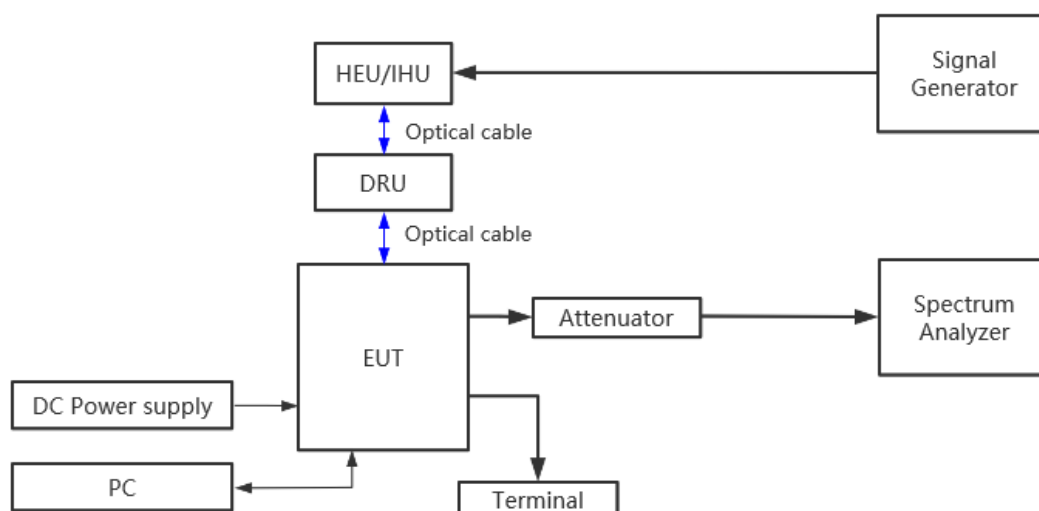 Signal
Generator
HEU/IHU
Optical cable
DRU
Optical cable
EUT
Attenuator
Spectrum
Analyzer
DC Power supply
PC
Terminal